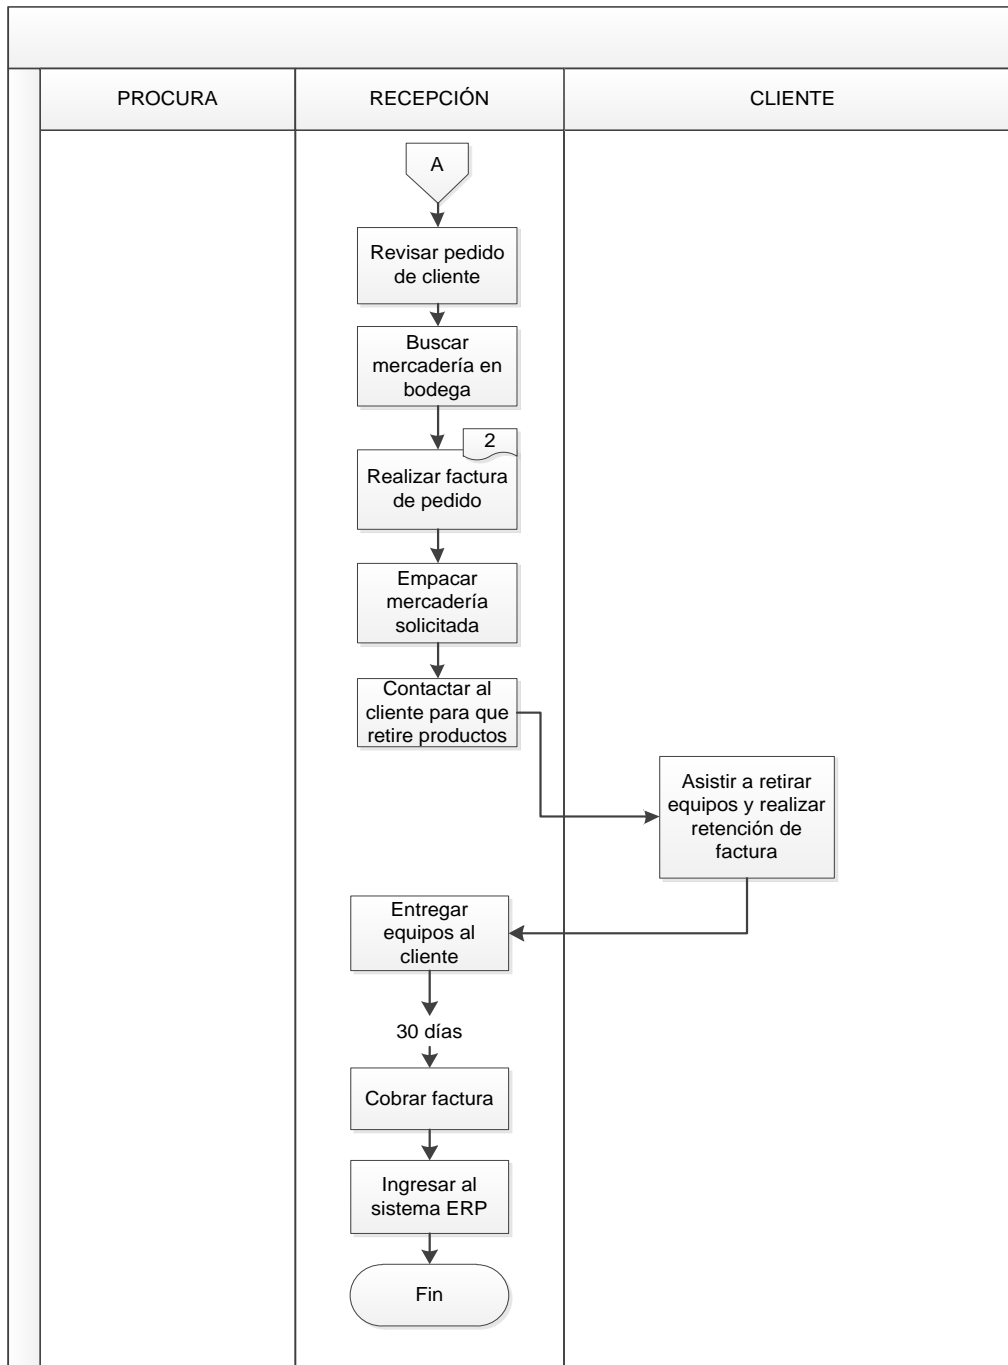 PROCURA
RECEPCIÓN
CLIENTE
A
Revisar pedido
de cliente
Buscar
mercadería en
bodega
2
Realizar factura
de pedido
Empacar
mercadería
solicitada
Contactar al
cliente para que
retire productos
Asistir a retirar
equipos y realizar
retención de
factura
Entregar
equipos al
cliente
30 días
Cobrar factura
Ingresar al
sistema ERP
Fin